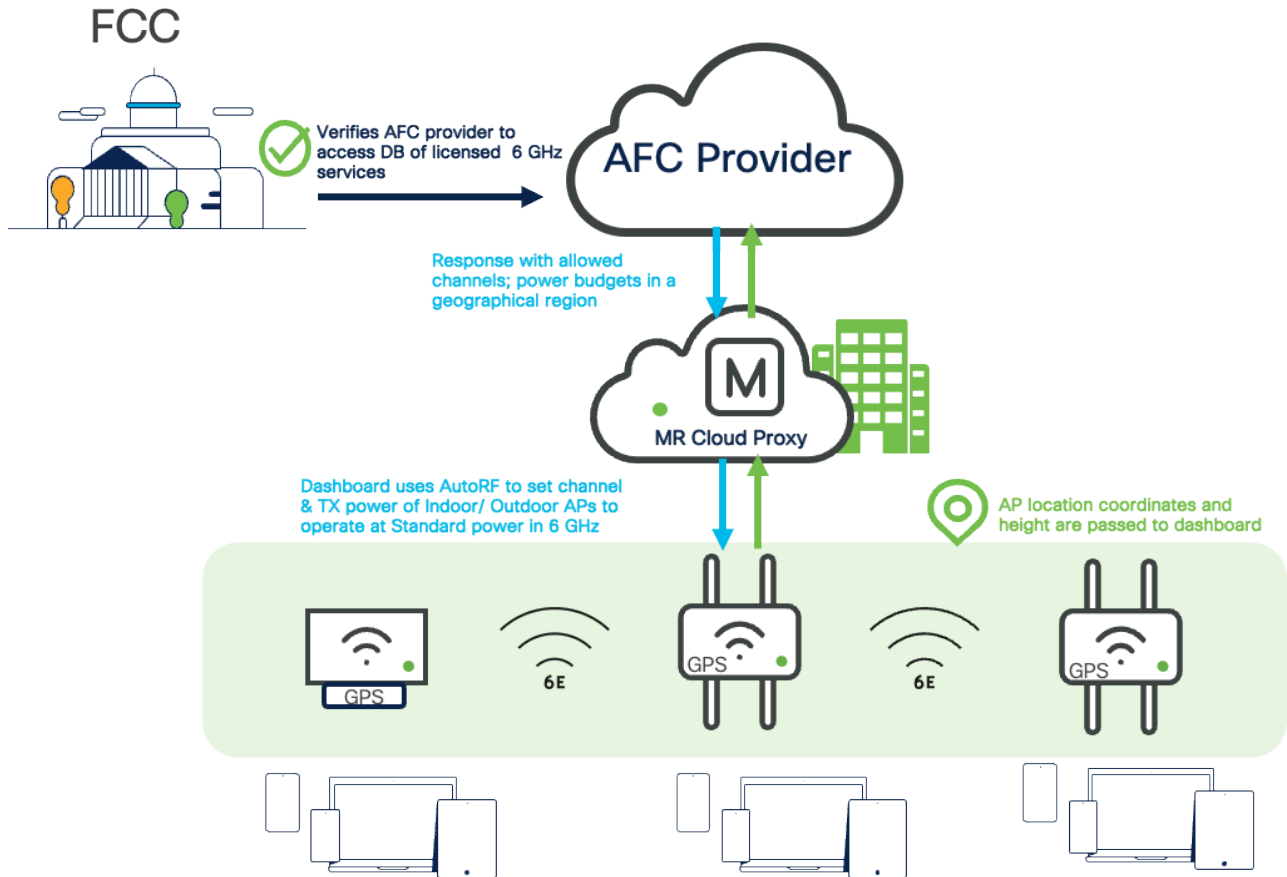 FCC
Verifies AFC provider to
access DB of licensed 6 GHz
services
AFC Provider
Response with allowed
channels; power budgets in a
geographical region
M
MR Cloud Proxy
Dashboard uses AutoRF to set channel
& TX power of Indoor/ Outdoor APs to
operate at Standard power in 6 GHz
AP location coordinates and
height are passed to dashboard
GPS
6E
GPS
6E
GPS